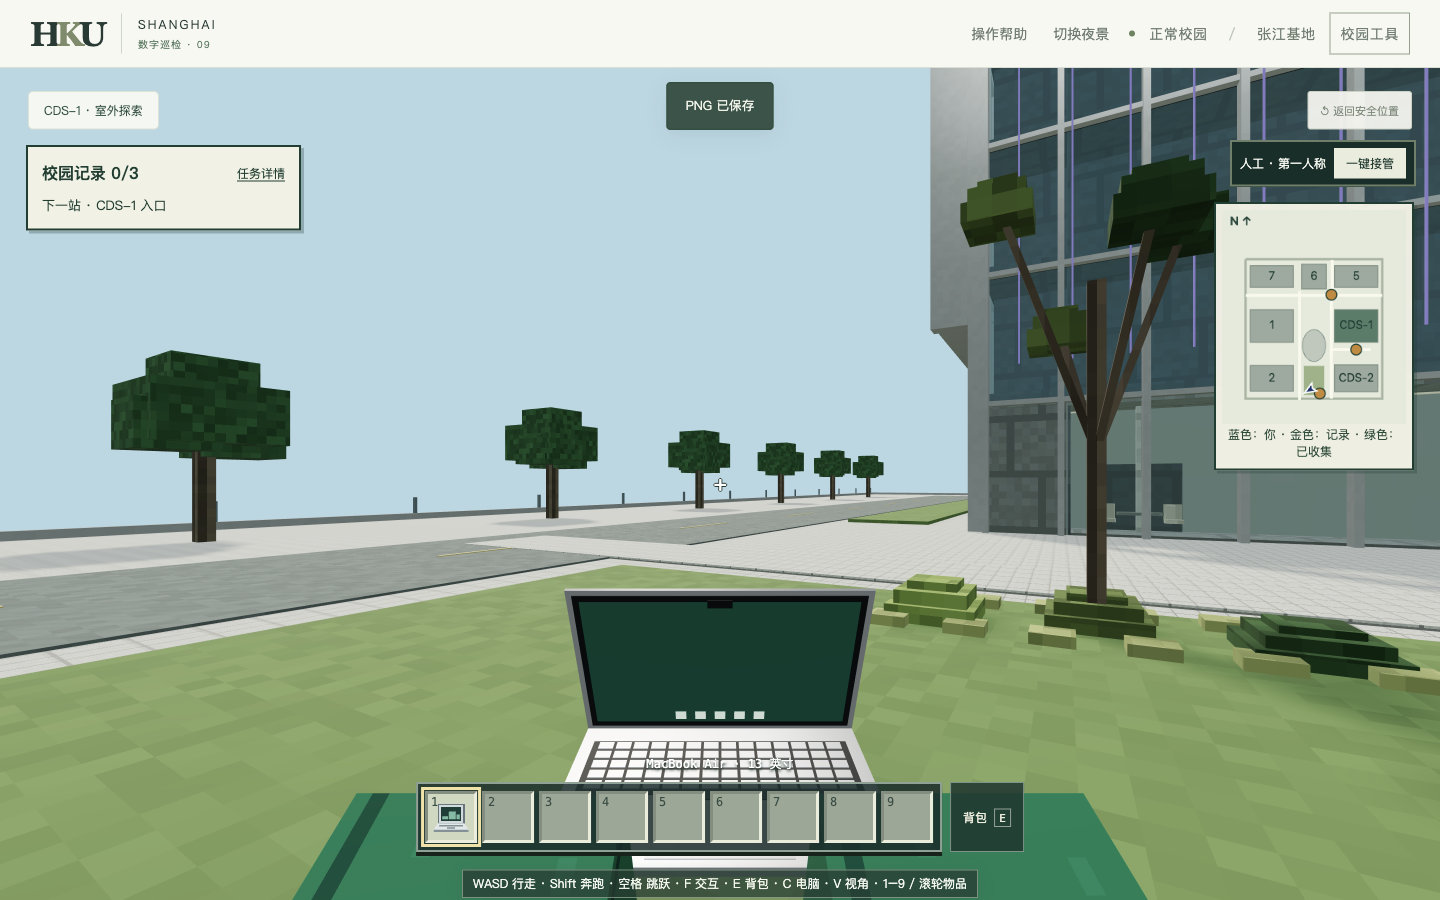 HKU
SHANGHAI
数字巡检 · 09
操作帮助
切换夜景
正常校园
/
张江基地
校园工具
CDS-1 · 室外探索
PNG 已保存
返回安全位置
校园记录 0/3
任务详情
下一站 · CDS-1 入口
人工 · 第一人称
一键接管
N ↑
7
6
5
1
CDS-1
2
CDS-2
蓝色：你 · 金色：记录 · 绿色：
已收集
MacBook Air · 13 英寸
1
2
3
4
5
6
7
8
9
背包 E
WASD 行走 · Shift 奔跑 · 空格 跳跃 · F 交互 · E 背包 · C 电脑 · V 视角 · 1–9 / 滚轮物品